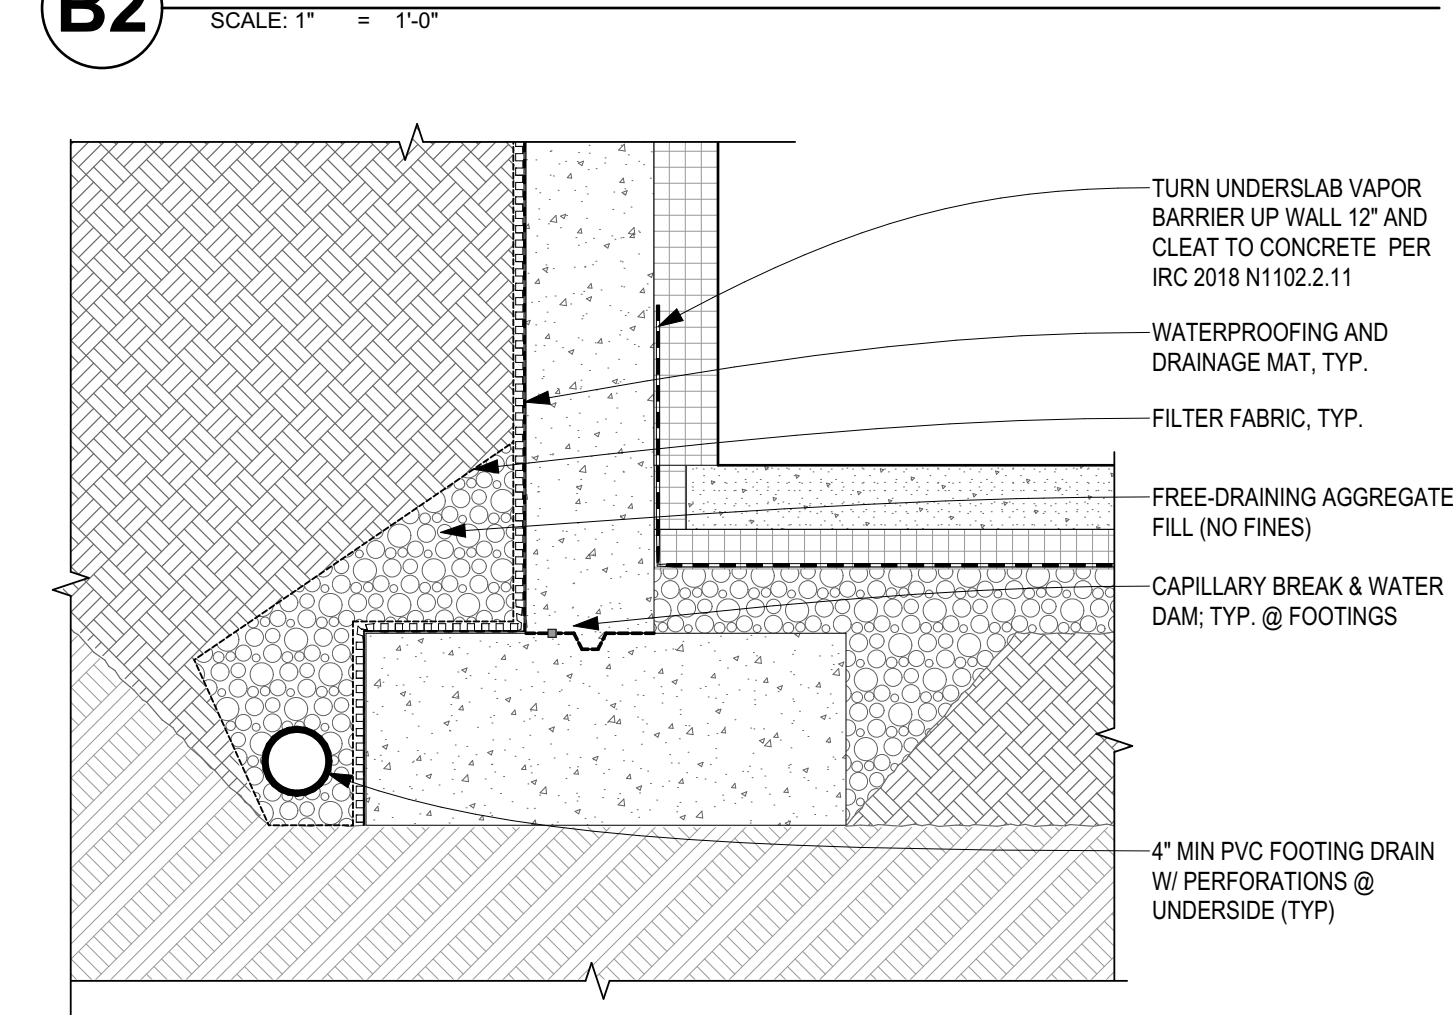 B2
SCALE: 1" = 1'-0"
TURN UNDERSLAB VAPOR
BARRIER UP WALL 12" AND
CLEAT TO CONCRETE PER
IRC 2018 N1102.2.11
WATERPROOFING AND
DRAINAGE MAT, TYP.
FILTER FABRIC, TYP.
FREE-DRAINING AGGREGATE
FILL (NO FINES)
CAPILLARY BREAK & WATER
DAM; TYP. @ FOOTINGS
4" MIN PVC FOOTING DRAIN
W/ PERFORATIONS @
UNDERSIDE (TYP)